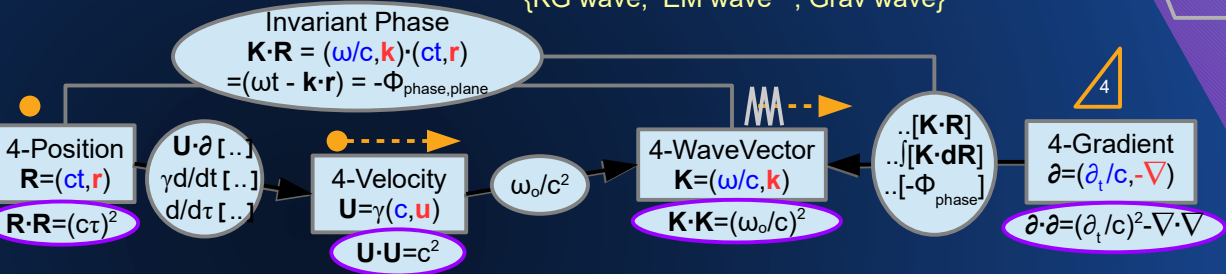 {KG wave, EM wave , Grav wave}
Invariant Phase
K·R = (ω/c,k)·(ct,r)
=(ωt - k·r) = -Φphase,plane
4-Position
R=(ct,r)
R·R=(cτ)²
U·∂[..]
γd/dt [..]
d/dτ [..]
4-Velocity
U=γ(c,u)
U·U=c²
ωₒ/c²
4-WaveVector
K=(ω/c,k)
K·K=(ωₒ/c)²
..[K·R]
..∫[K·dR]
..[-Φphase]
4
4-Gradient
∂=(∂ₜ/c,-∇)
∂·∂=(∂ₜ/c)²-∇·∇